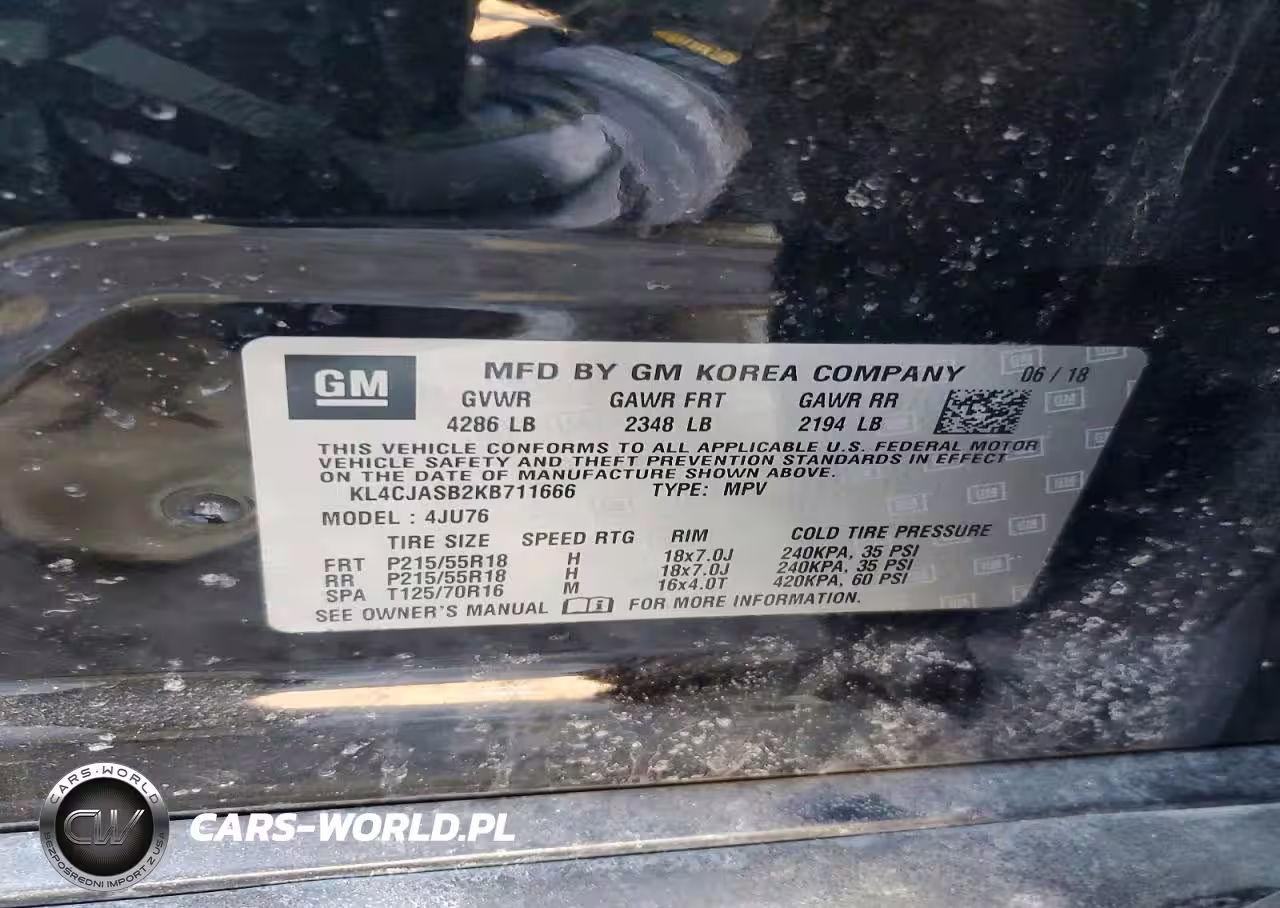 GM
MFD BY GM KOREA COMPANY 06 / 18
GVWR GAWR FRT GAWR RR
4286 LB 2348 LB 2194 LB
THIS VEHICLE CONFORMS TO ALL APPLICABLE U.S. FEDERAL MOTOR
VEHICLE SAFETY AND THEFT PREVENTION STANDARDS IN EFFECT
ON THE DATE OF MANUFACTURE SHOWN ABOVE.
KL4CJASB2KB711666 TYPE: MPV
MODEL : 4JU76
TIRE SIZE SPEED RTG RIM COLD TIRE PRESSURE
FRT P215/55R18 H 18x7.0J 240KPA, 35 PSI
RR P215/55R18 H 18x7.0J 240KPA, 35 PSI
SPA T125/70R16 M 16x4.0T 420KPA, 60 PSI
SEE OWNER'S MANUAL FOR MORE INFORMATION.
CARS-WORLD
CW
BEZPOŚREDNI IMPORT Z USA
CARS-WORLD.PL